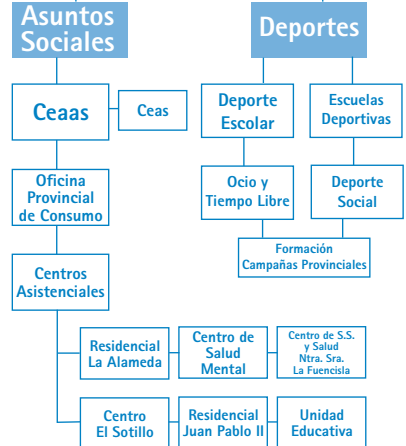 Asuntos
Sociales
Deportes
Ceaas
Ceas
Deporte
Escolar
Escuelas
Deportivas
Oficina
Provincial
de Consumo
Ocio y
Tiempo Libre
Deporte
Social
Formación
Campañas Provinciales
Centros
Asistenciales
Residencial
La Alameda
Centro de
Salud
Mental
Centro de S.S.
y Salud
Ntra. Sra.
La Fuencisla
Centro
El Sotillo
Residencial
Juan Pablo II
Unidad
Educativa